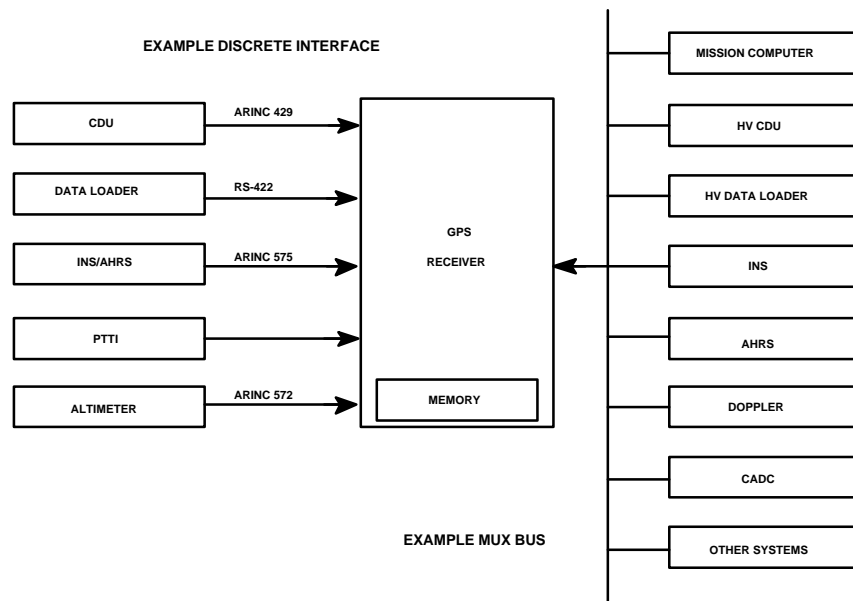 EXAMPLE DISCRETE INTERFACE
CDU
ARINC 429
DATA LOADER
RS-422
INS/AHRS
ARINC 575
PTTI
ALTIMETER
ARINC 572
GPS
RECEIVER
MEMORY
EXAMPLE MUX BUS
MISSION COMPUTER
HV CDU
HV DATA LOADER
INS
AHRS
DOPPLER
CADC
OTHER SYSTEMS